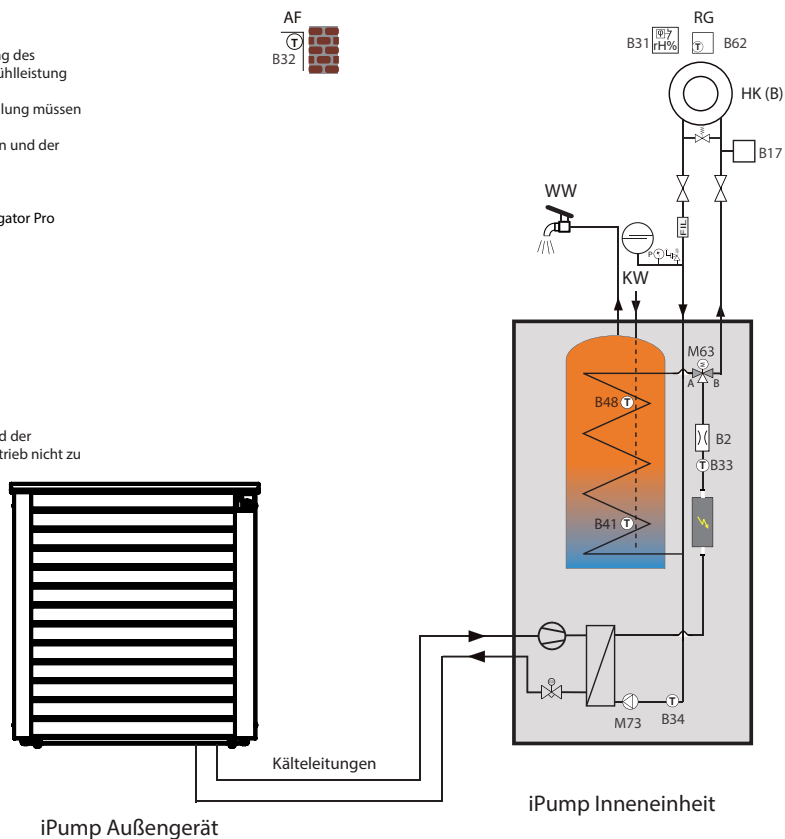 g des
ühlleistung
lung müssen
n und der
gator Pro
d der
trieb nicht zu
AF
T
B32
RG
B31
rH%
T
B62
HK (B)
B17
WW
FIL
P
KW
M63
M
A
B
B48 T
B2
T B33
B41 T
M73
T
B34
Kälteleitungen
iPump Außengerät
iPump Inneneinheit